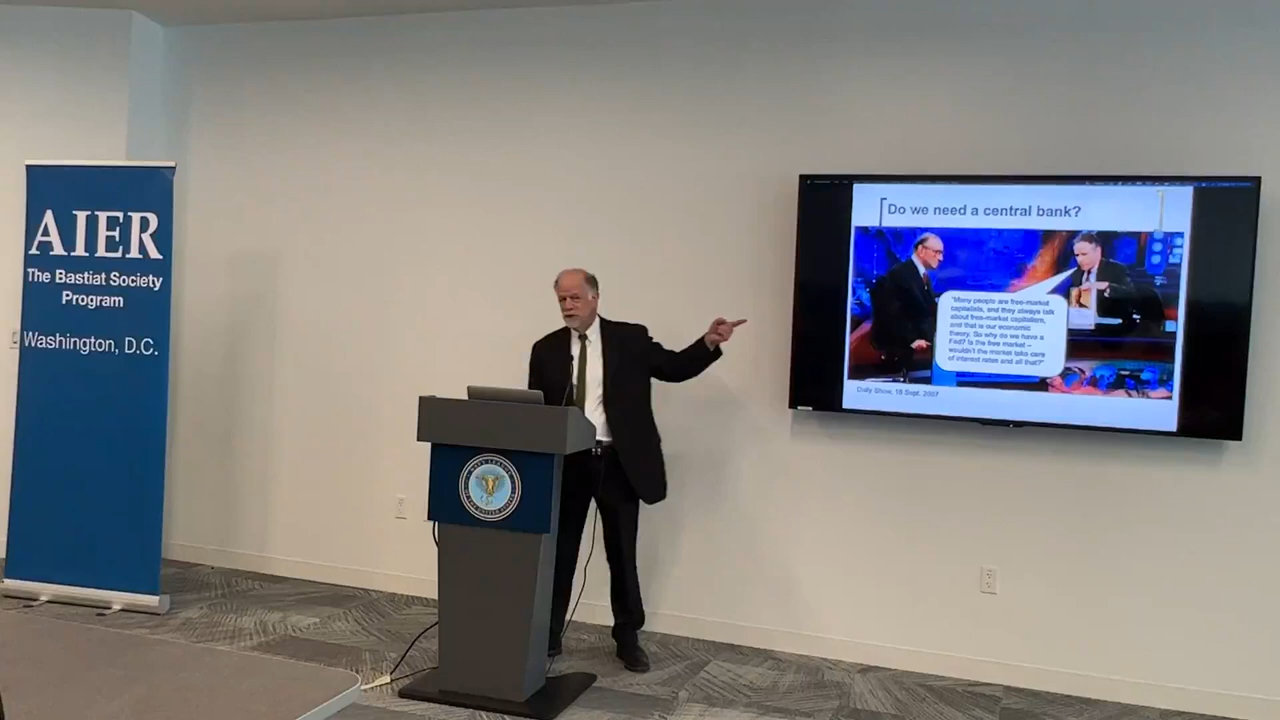 AIER
The Bastiat Society
Program
Washington, D.C.
Do we need a central bank?
"Many people are free-market
capitalists, and they always talk
about free-market capitalism,
and that is our economic
theory. So why do we have a
Fed? Is the free market –
wouldn't the market take care
of interest rates and all that?"
Daily Show, 18 Sept. 2007